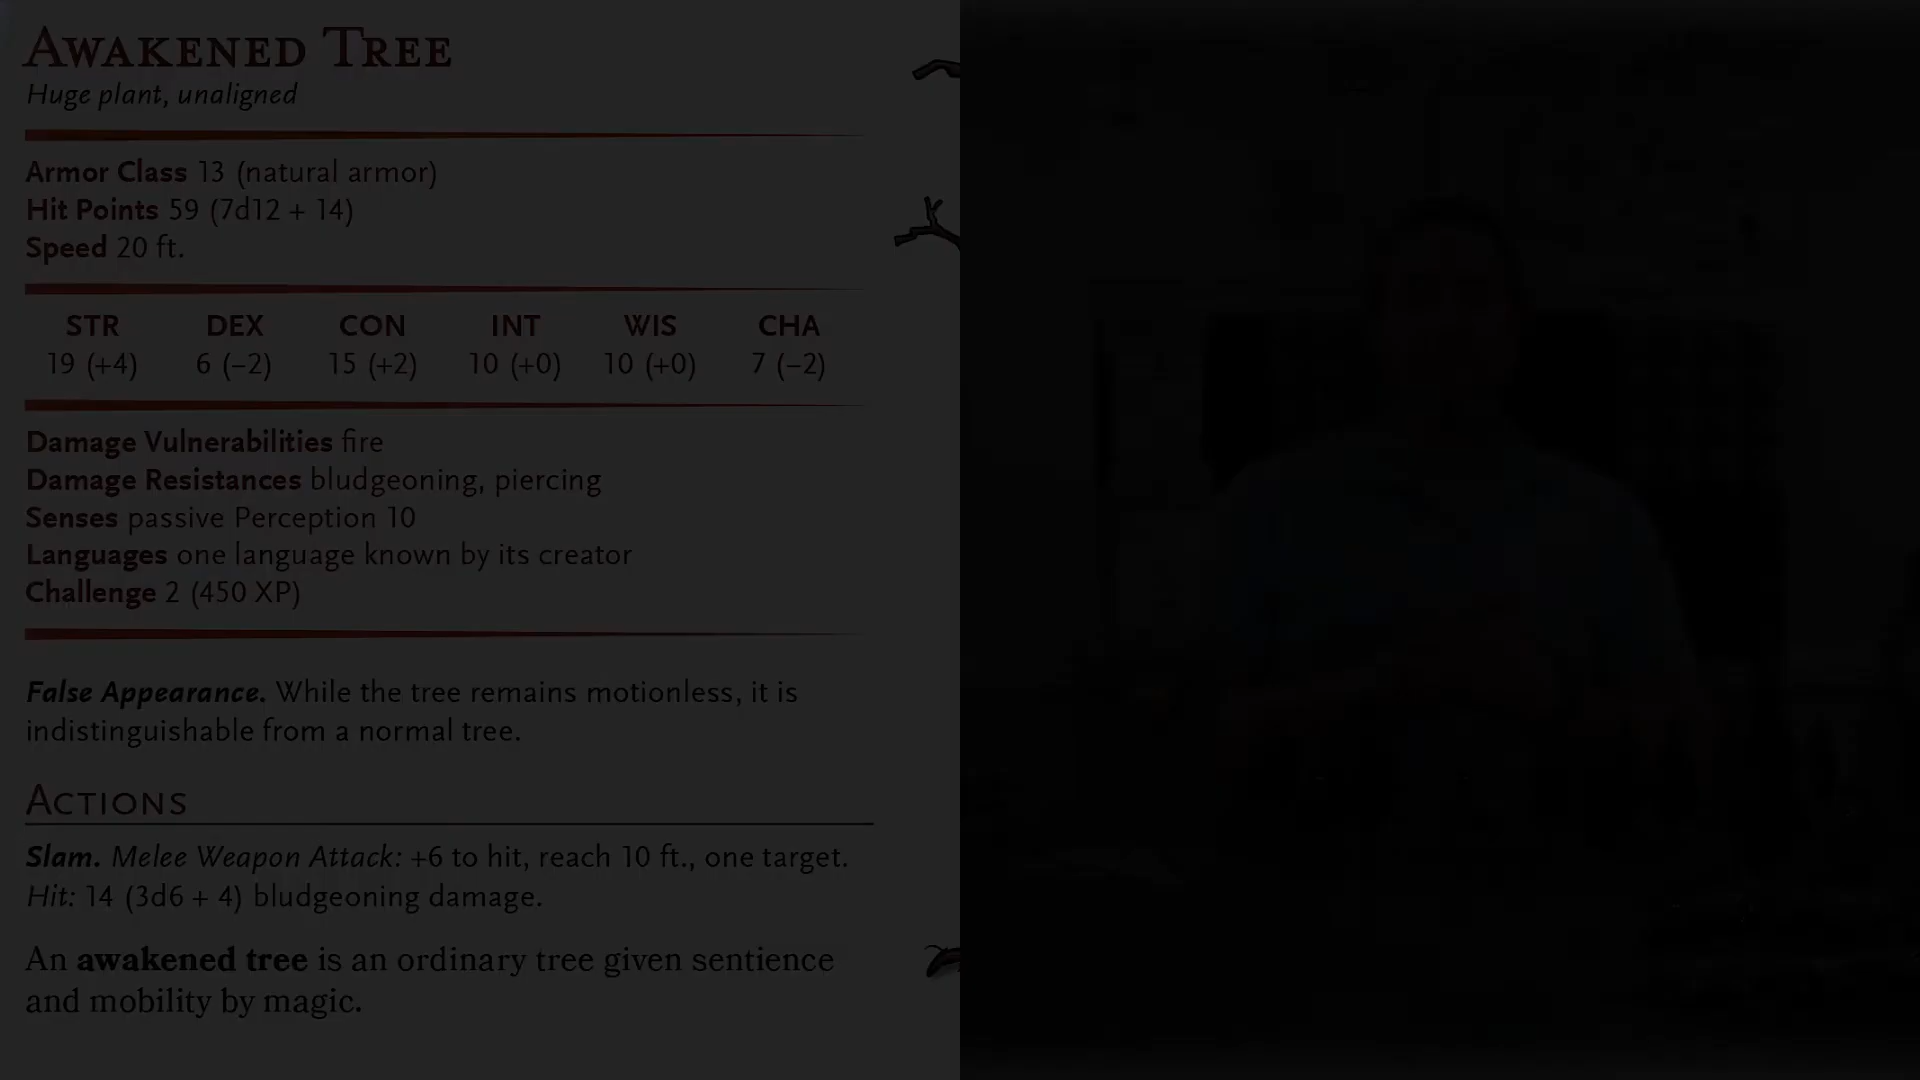 AWAKENED TREE
Huge plant, unaligned
Armor Class 13 (natural armor)
Hit Points 59 (7d12 + 14)
Speed 20 ft.
STR DEX CON INT WIS CHA
19 (+4) 6 (–2) 15 (+2) 10 (+0) 10 (+0) 7 (–2)
Damage Vulnerabilities fire
Damage Resistances bludgeoning, piercing
Senses passive Perception 10
Languages one language known by its creator
Challenge 2 (450 XP)
False Appearance. While the tree remains motionless, it is
indistinguishable from a normal tree.
ACTIONS
Slam. Melee Weapon Attack: +6 to hit, reach 10 ft., one target.
Hit: 14 (3d6 + 4) bludgeoning damage.
An awakened tree is an ordinary tree given sentience
and mobility by magic.